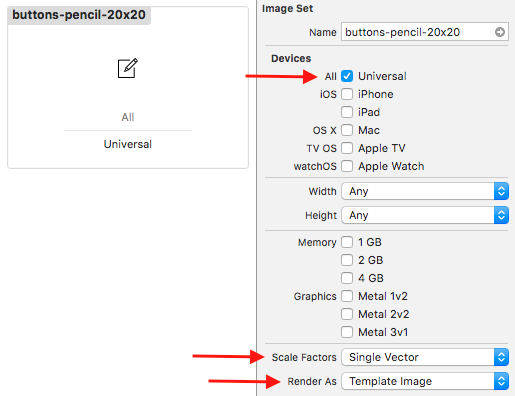 buttons-pencil-20x20
All
Universal
Image Set
Name buttons-pencil-20x20
Devices
All Universal
iOS iPhone
iPad
OS X Mac
TV OS Apple TV
watchOS Apple Watch
Width Any
Height Any
Memory 1 GB
2 GB
4 GB
Graphics Metal 1v2
Metal 2v2
Metal 3v1
Scale Factors Single Vector
Render As Template Image